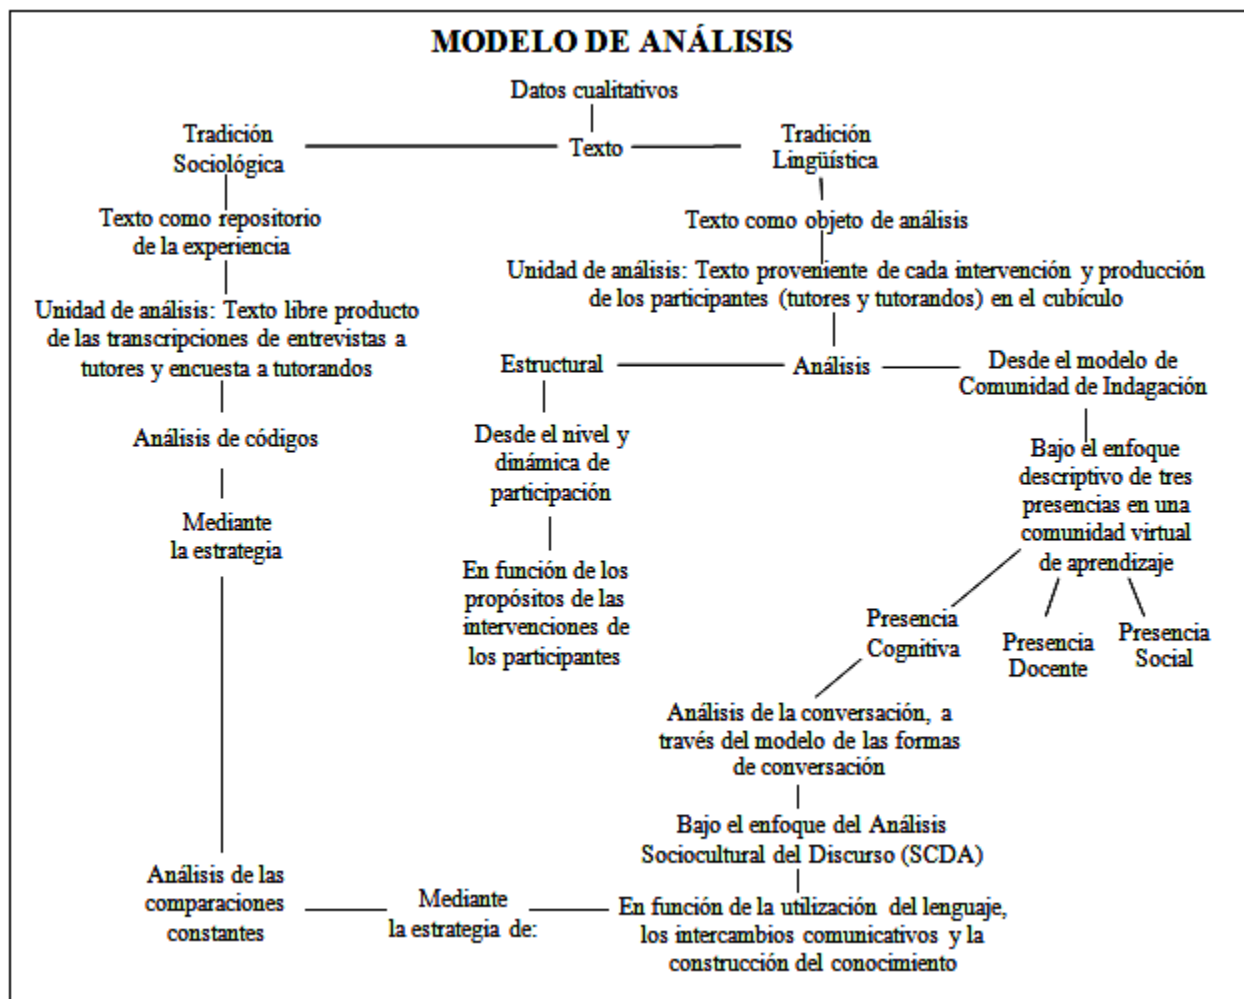 MODELO DE ANÁLISIS
Datos cualitativos
Tradición
Sociológica
Texto
Tradición
Lingüística
Texto como repositorio
de la experiencia
Texto como objeto de análisis
Unidad de análisis: Texto libre producto
de las transcripciones de entrevistas a
tutores y encuesta a tutorandos
Unidad de análisis: Texto proveniente de cada intervención y producción
de los participantes (tutores y tutorandos) en el cubículo
Estructural
Análisis
Desde el modelo de
Comunidad de Indagación
Análisis de códigos
Desde el nivel y
dinámica de
participación
Bajo el enfoque
descriptivo de tres
presencias en una
comunidad virtual
de aprendizaje
Mediante
la estrategia
En función de los
propósitos de las
intervenciones de
los participantes
Presencia
Cognitiva
Presencia
Docente
Presencia
Social
Análisis de la conversación, a
través del modelo de las formas
de conversación
Bajo el enfoque del Análisis
Sociocultural del Discurso (SCDA)
Análisis de las
comparaciones
constantes
Mediante
la estrategia de:
En función de la utilización del lenguaje,
los intercambios comunicativos y la
construcción del conocimiento